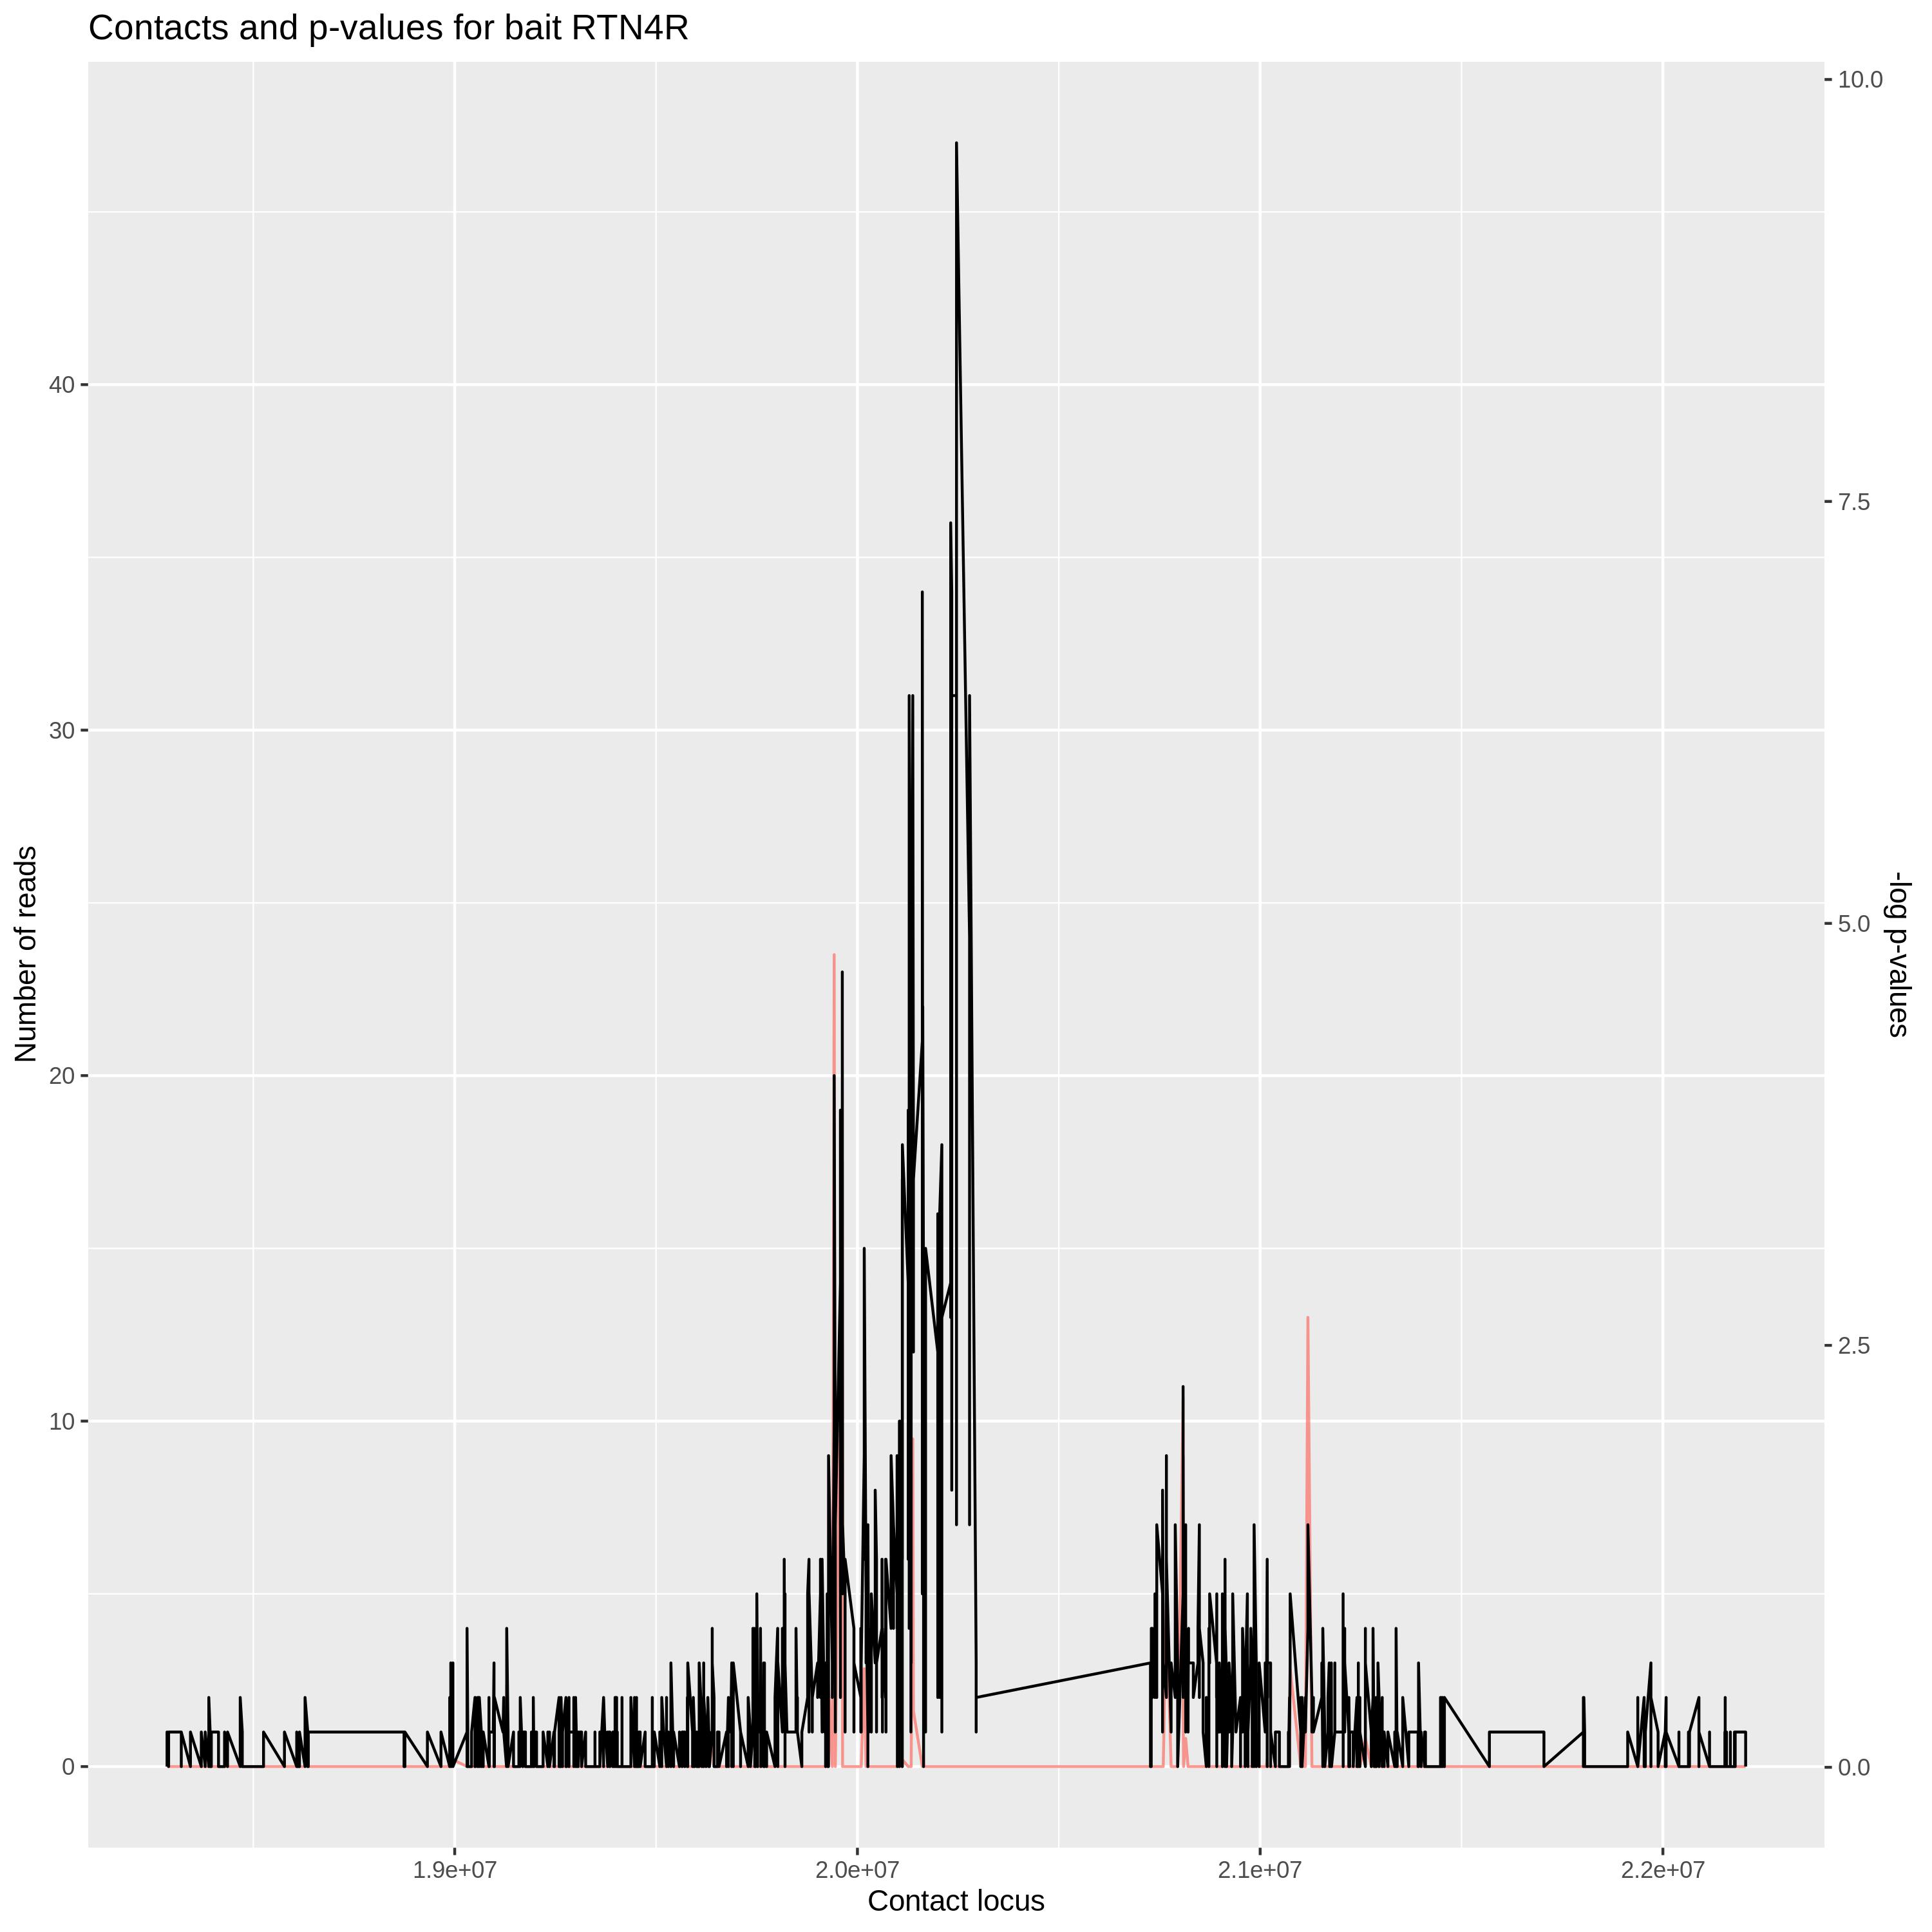 Contacts and p-values for bait RTN4R
Number of reads
40
30
20
10
0
10.0
7.5
5.0
2.5
0.0
-log p-values
1.9e+07
2.0e+07
2.1e+07
2.2e+07
Contact locus